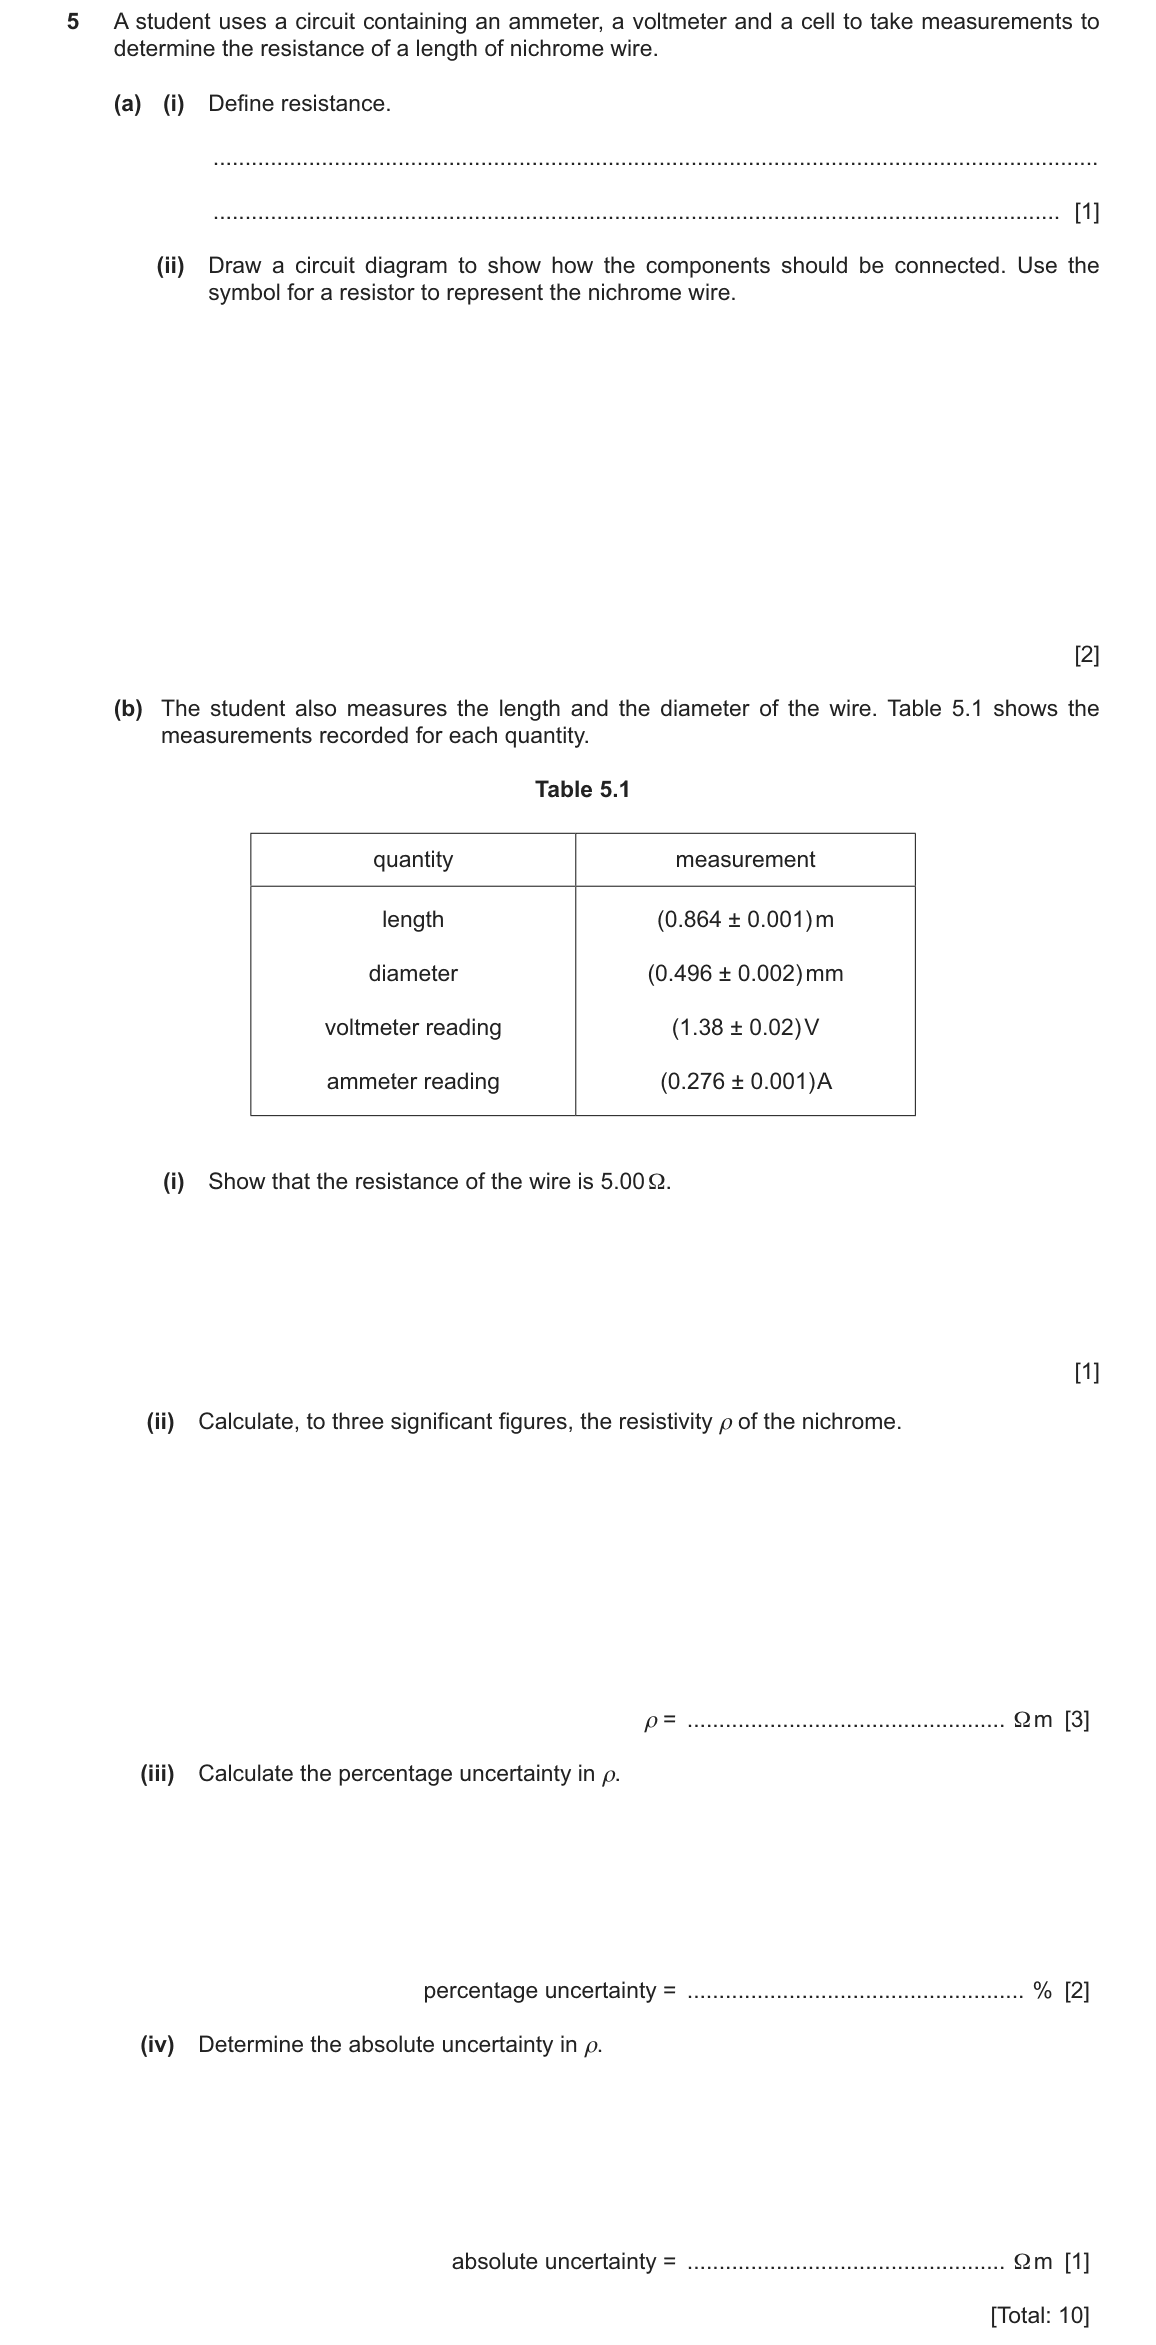 5 A student uses a circuit containing an ammeter, a voltmeter and a cell to take measurements to
determine the resistance of a length of nichrome wire.
(a) (i) Define resistance.
..........................................................................................................................................
.................................................................................................................................... [1]
(ii) Draw a circuit diagram to show how the components should be connected. Use the
symbol for a resistor to represent the nichrome wire.
[2]
(b) The student also measures the length and the diameter of the wire. Table 5.1 shows the
measurements recorded for each quantity.
Table 5.1
quantity measurement
length (0.864 ± 0.001) m
diameter (0.496 ± 0.002) mm
voltmeter reading (1.38 ± 0.02) V
ammeter reading (0.276 ± 0.001) A
(i) Show that the resistance of the wire is 5.00 Ω.
[1]
(ii) Calculate, to three significant figures, the resistivity ρ of the nichrome.
ρ = .................................................. Ω m [3]
(iii) Calculate the percentage uncertainty in ρ.
percentage uncertainty = ..................................................... % [2]
(iv) Determine the absolute uncertainty in ρ.
absolute uncertainty = .................................................. Ω m [1]
[Total: 10]